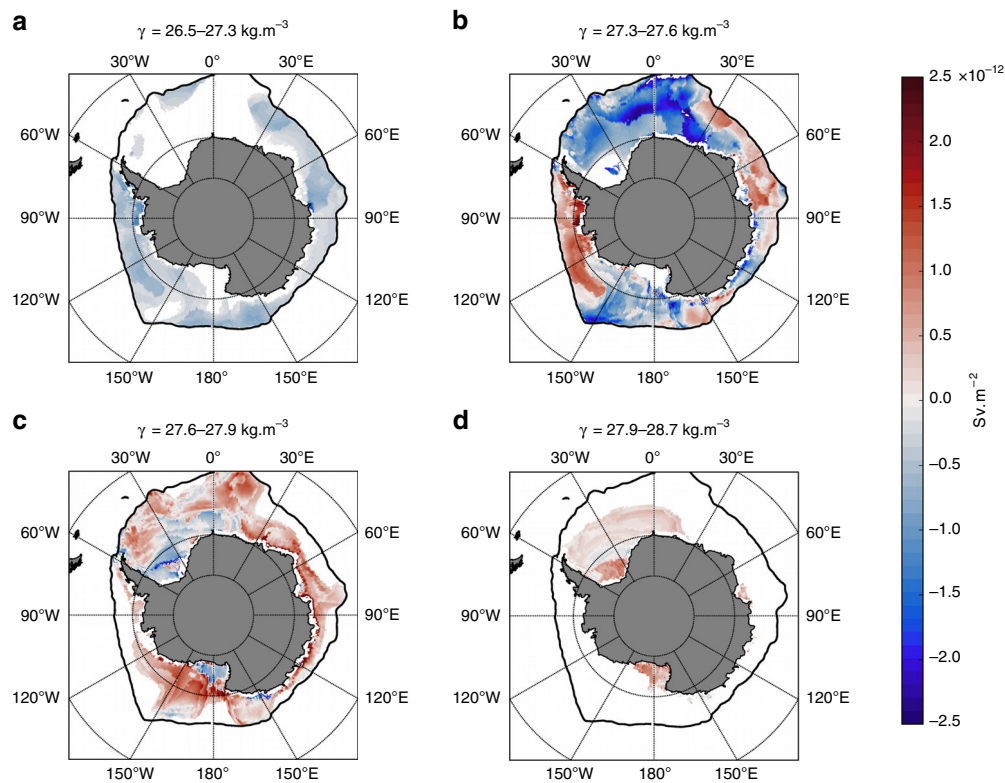 a
γ = 26.5–27.3 kg.m⁻³
30°W 0° 30°E
60°W 60°E
90°W 90°E
120°W 120°E
150°W 180° 150°E
b
γ = 27.3–27.6 kg.m⁻³
30°W 0° 30°E
60°W 60°E
90°W 90°E
120°W 120°E
150°W 180° 150°E
c
γ = 27.6–27.9 kg.m⁻³
30°W 0° 30°E
60°W 60°E
90°W 90°E
120°W 120°E
150°W 180° 150°E
d
γ = 27.9–28.7 kg.m⁻³
30°W 0° 30°E
60°W 60°E
90°W 90°E
120°W 120°E
150°W 180° 150°E
2.5 ×10⁻¹²
2.0
1.5
1.0
0.5
0.0
−0.5
−1.0
−1.5
−2.0
−2.5
Sv.m⁻²